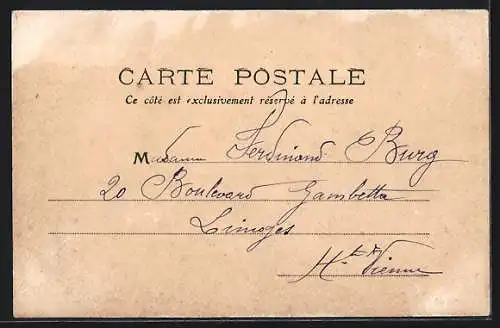 CARTE POSTALE
Ce côté est exclusivement réservé à l'adresse
Madame Ferdinand Burg
20 Boulevard Gambetta
Limoges
Hte Vienne